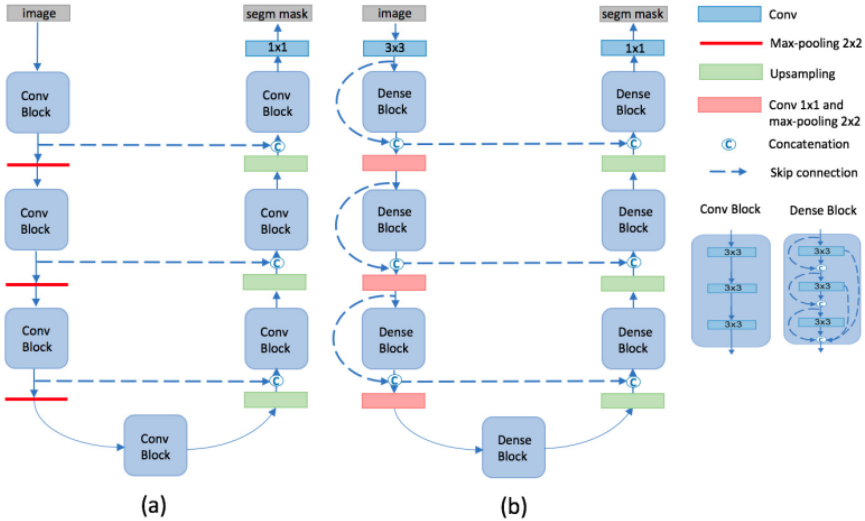 image
segm mask
image
segm mask
1x1
3x3
1x1
Conv
Block
Conv
Block
Dense
Block
Dense
Block
C
C
C
Conv
Block
Conv
Block
Dense
Block
Dense
Block
C
C
C
Conv
Block
Conv
Block
Dense
Block
Dense
Block
C
C
C
Conv
Block
Dense
Block
(a)
(b)
Conv
Max-pooling 2x2
Upsampling
Conv 1x1 and
max-pooling 2x2
C
Concatenation
Skip connection
Conv Block
Dense Block
3x3
3x3
3x3
3x3
C
3x3
C
3x3
C